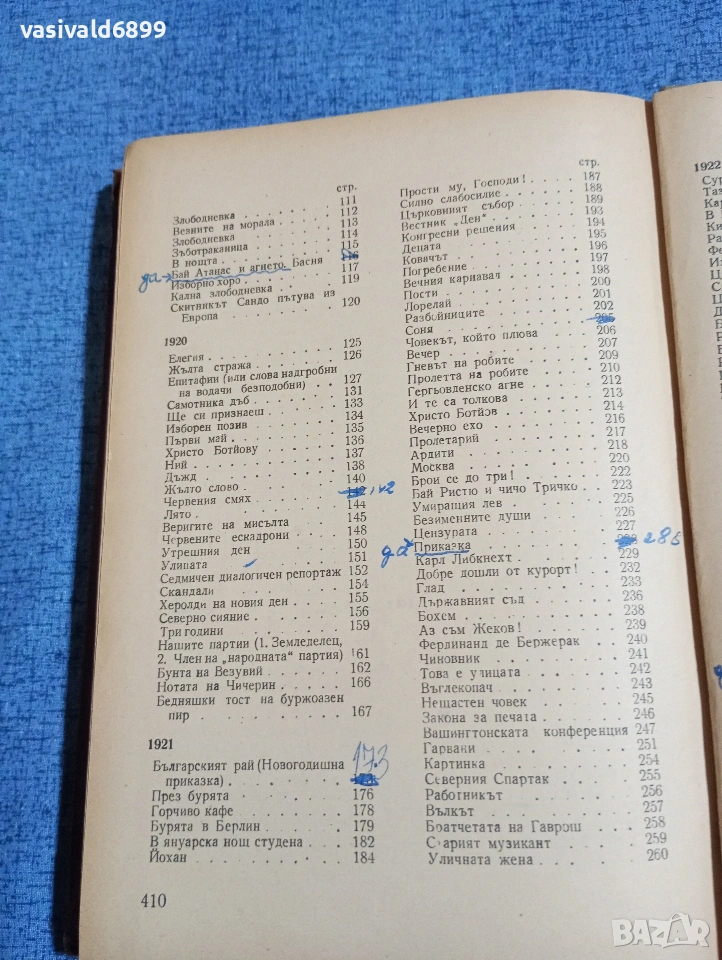 vasivald6899
стр.
111
Злободневка . . . . . . . . 112
Везните на морала . . . . . 113
Злободневка . . . . . . . . 114
Зъботраканица . . . . . . . 115
В нощта . . . . . . . . . . 116
да → Бай Атанас и агнето. Басня
Изборно хоро . . . . . . . 117
Кална злободневка . . . . 119
Скитникът Сандо пътува из
Европа . . . . . . . . . . 120
1920
Елегия . . . . . . . . . . 125
Жълта стража . . . . . . . 126
Епитафии (или слова надгробни
на водачи безподобни) . . 127
Самотника дъб . . . . . . 131
Ще си признаеш . . . . . . 133
Изборен позив . . . . . . 134
Първи май . . . . . . . . 135
Христо Ботйову . . . . . . 136
Ний . . . . . . . . . . . 137
Дъжд . . . . . . . . . . . 138
Жълто слово . . . . . . . 140
Червения смях . . . . . . 142 142
Лято . . . . . . . . . . . 144
Веригите на мисълта . . . 145
Червените ескадрони . . . 148
Утрешния ден . . . . . . . 150
Улицата . . . . . . . . . 151
Седмичен диалогичен репортаж 152
Скандали . . . . . . . . . 154
Херолди на новия ден . . . 155
Северно сияние . . . . . . 156
Три години . . . . . . . . 159
Нашите партии (1. Земледелец,
2. Член на „народната“ партия) 161
Бунта на Везувий . . . . . 162
Нотата на Чичерин . . . . 166
Бедняшки тост на буржоазен
пир . . . . . . . . . . . 167
1921
Българският рай (Новогодишна
приказка) . . . . . . . . 173
През бурята . . . . . . . 176
Горчиво кафе . . . . . . . 178
Бурята в Берлин . . . . . 179
В януарска нощ студена . . 182
Йохан . . . . . . . . . . 184
410
стр.
Прости му, Господи! . . . . 187
Силно слабосилие . . . . . 188
Църковният събор . . . . . 189
Вестник „Ден“ . . . . . . 193
Конгресни решения . . . . 194
Децата . . . . . . . . . . 195
Ковачът . . . . . . . . . 196
Погребение . . . . . . . . 197
Вечния карнавал . . . . . 198
Пости . . . . . . . . . . 200
Лорелай . . . . . . . . . 201
Разбойниците . . . . . . . 202
Соня . . . . . . . . . . . 205
Човекът, който плюва . . . 206
Вечер . . . . . . . . . . 207
Гневът на робите . . . . . 209
Пролетта на робите . . . . 210
Гергьовденско агне . . . . 212
И те са толкова . . . . . 213
Христо Ботйов . . . . . . 214
Вечерно ехо . . . . . . . 216
Пролетарий . . . . . . . . 217
Ардити . . . . . . . . . . 218
Москва . . . . . . . . . . 220
Брои се до три! . . . . . 222
Бай Ристю и чичо Тричко . . 223
Умиращия лев . . . . . . . 225
Безименните души . . . . . 226
Цензурата . . . . . . . . 227
да Приказка . . . . . . . 228 286
Карл Либкнехт . . . . . . 229
Добре дошли от курорт! . . 232
Глад . . . . . . . . . . . 233
Държавният съд . . . . . . 236
Бохем . . . . . . . . . . 238
Аз съм Жеков! . . . . . . 239
Фердинанд де Бержерак . . 240
Чиновник . . . . . . . . . 241
Това е улицата . . . . . . 242
Въглекопач . . . . . . . . 243
Нещастен човек . . . . . . 245
Закона за печата . . . . . 246
Вашингтонската конференция 247
Гарвани . . . . . . . . . 251
Картинка . . . . . . . . . 254
Северния Спартак . . . . . 255
Работникът . . . . . . . . 256
Вълкът . . . . . . . . . . 257
Братчетата на Гаврош . . . 258
Старият музикант . . . . . 259
Уличната жена . . . . . . 260
1922
БАЗАР.bg